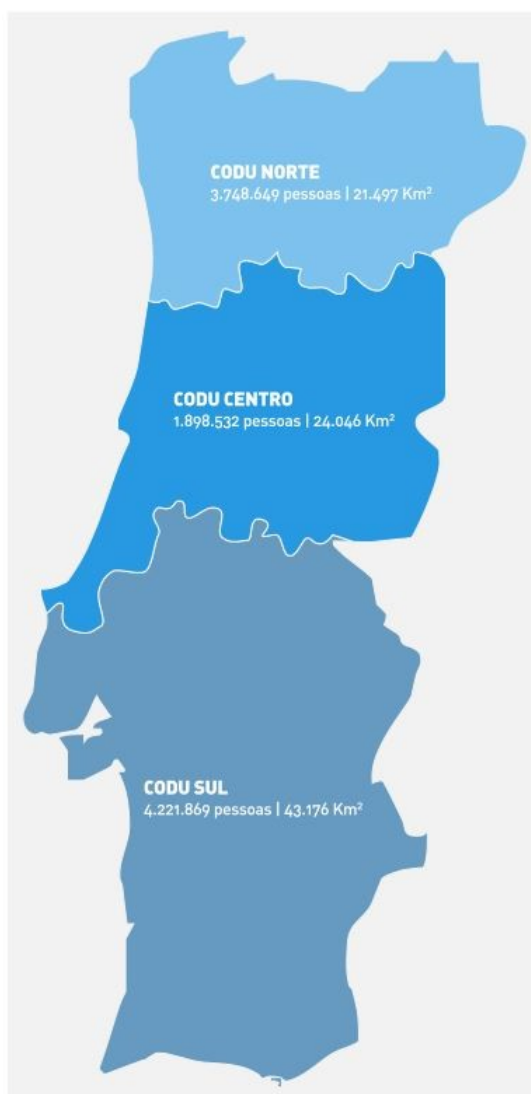 CODU NORTE
3.748.649 pessoas | 21.497 Km²
CODU CENTRO
1.898.532 pessoas | 24.046 Km²
CODU SUL
4.221.869 pessoas | 43.176 Km²